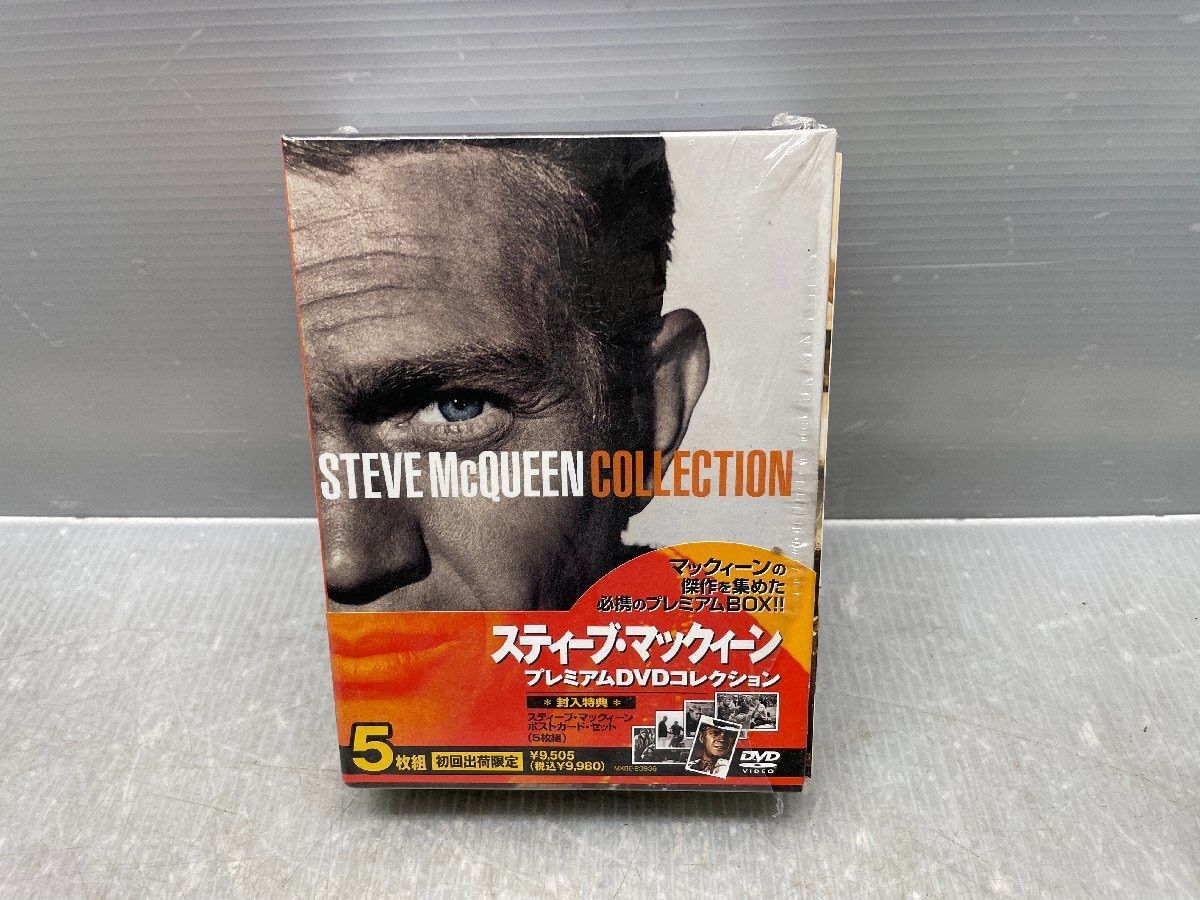 STEVE McQUEEN COLLECTION
マックィーンの
傑作を集めた
必携のプレミアムBOX!!
スティーブ・マックィーン
プレミアムDVDコレクション
＊封入特典＊
スティーブ・マックィーン
ポストカード・セット
(5枚組)
5枚組 初回出荷限定 ¥9,505
(税込¥9,980)
DVD
VIDEO